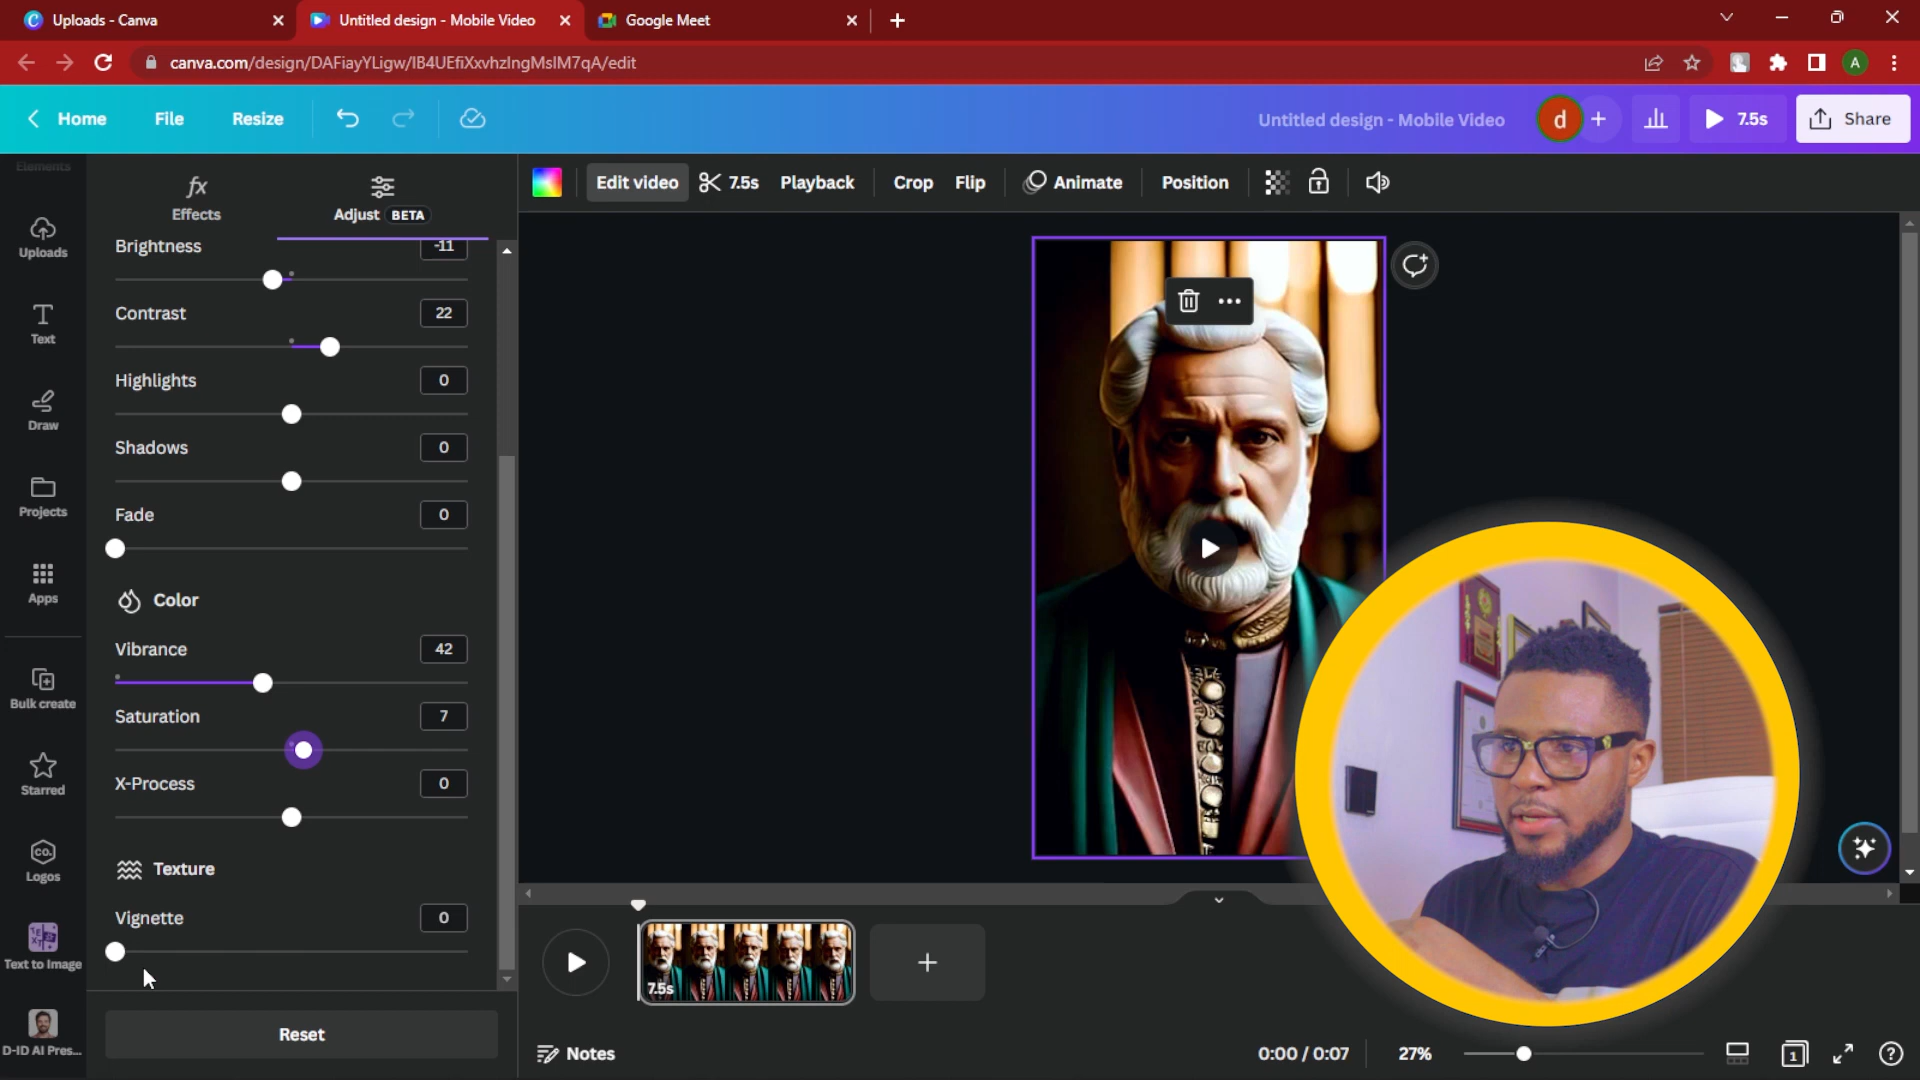 Uploads - Canva
Untitled design - Mobile Video
Google Meet
canva.com/design/DAFiayYLigw/IB4UEfiXxvhzIngMsIM7qA/edit
A
Home
File
Resize
Untitled design - Mobile Video
d
7.5s
Share
Elements
Uploads
Text
Draw
Projects
Apps
Bulk create
Starred
CO.
Logos
Text to Image
D-ID AI Pres...
fx
Effects
Adjust BETA
Edit video
7.5s
Playback
Crop
Flip
Animate
Position
Brightness -11
Contrast 22
Highlights 0
Shadows 0
Fade 0
Color
Vibrance 42
Saturation 7
X-Process 0
Texture
Vignette 0
Reset
7.5s
Notes
0:00 / 0:07
27%
1